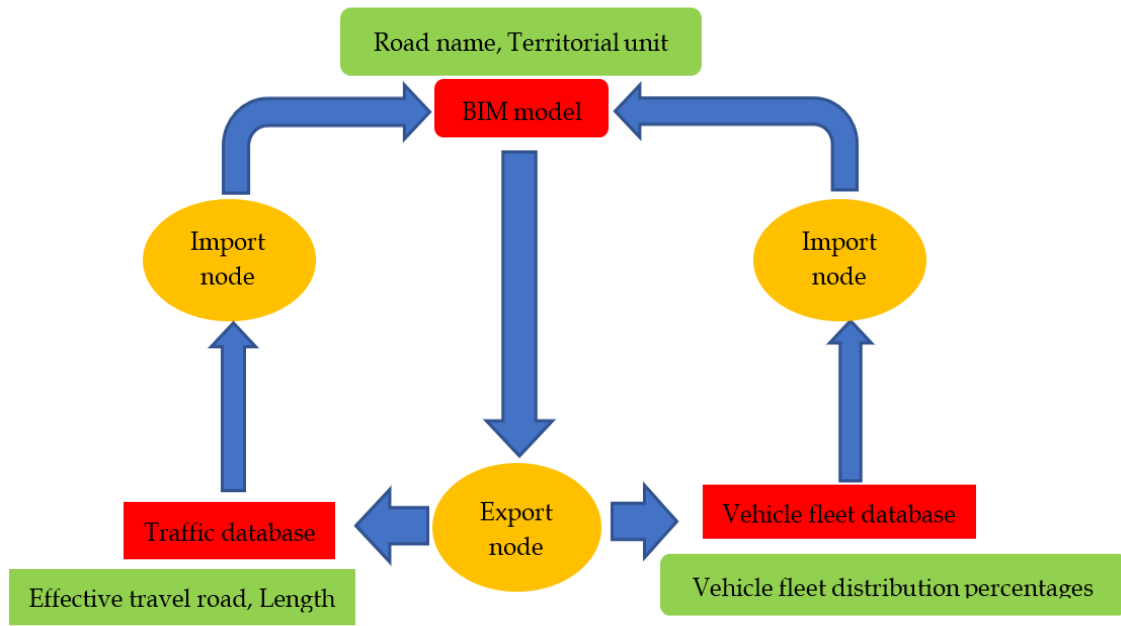 Road name, Territorial unit
BIM model
Import
node
Import
node
Export
node
Traffic database
Vehicle fleet database
Effective travel road, Length
Vehicle fleet distribution percentages